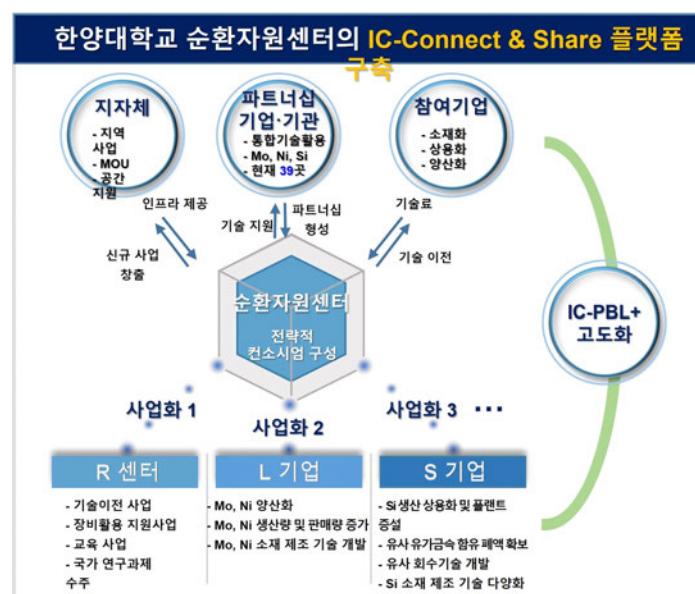 한양대학교 순환자원센터의 IC-Connect & Share 플랫폼
구축
지자체
- 지역
사업
- MOU
- 공간
지원
파트너십
기업·기관
- 통합기술활용
- Mo, Ni, Si
- 현재 39곳
참여기업
- 소재화
- 상용화
- 양산화
인프라 제공
신규 사업
창출
기술 지원
파트너십
형성
기술료
기술 이전
순환자원센터
전략적
컨소시엄 구성
IC-PBL+
고도화
사업화 1
사업화 2
사업화 3 ...
R 센터
- 기술이전 사업
- 장비활용 지원사업
- 교육 사업
- 국가 연구과제
수주
L 기업
- Mo, Ni 양산화
- Mo, Ni 생산량 및 판매량 증가
- Mo, Ni 소재 제조 기술 개발
S 기업
- Si 생산 상용화 및 플랜트
증설
- 유사 유가금속 함유 폐액 확보
- 유사 회수기술 개발
- Si 소재 제조 기술 다양화